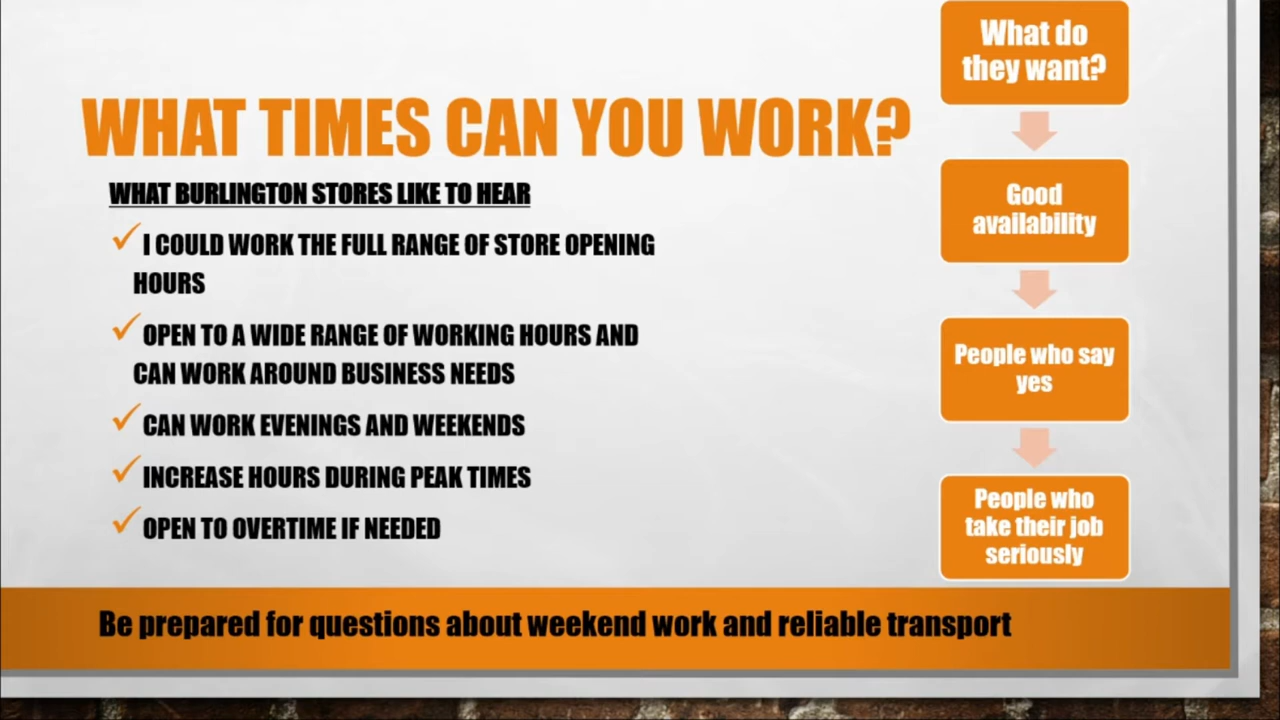 WHAT TIMES CAN YOU WORK?
WHAT BURLINGTON STORES LIKE TO HEAR
I COULD WORK THE FULL RANGE OF STORE OPENING
HOURS
OPEN TO A WIDE RANGE OF WORKING HOURS AND
CAN WORK AROUND BUSINESS NEEDS
CAN WORK EVENINGS AND WEEKENDS
INCREASE HOURS DURING PEAK TIMES
OPEN TO OVERTIME IF NEEDED
What do
they want?
Good
availability
People who say
yes
People who
take their job
seriously
Be prepared for questions about weekend work and reliable transport